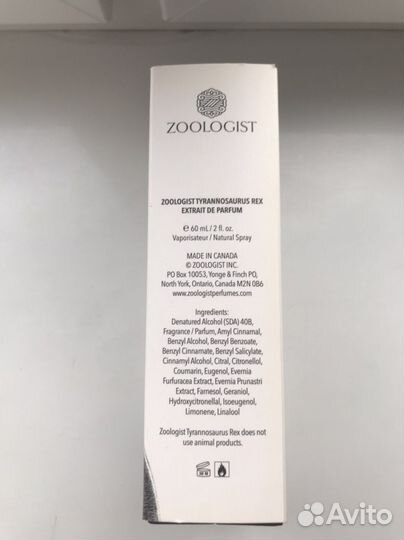 ZOOLOGIST
ZOOLOGIST TYRANNOSAURUS REX
EXTRAIT DE PARFUM
℮ 60 mL / 2 fl. oz.
Vaporisateur / Natural Spray
MADE IN CANADA
© ZOOLOGIST INC.
PO Box 10053, Yonge & Finch PO,
North York, Ontario, Canada M2N 0B6
www.zoologistperfumes.com
Ingredients:
Denatured Alcohol (SDA) 40B,
Fragrance / Parfum, Amyl Cinnamal,
Benzyl Alcohol, Benzyl Benzoate,
Benzyl Cinnamate, Benzyl Salicylate,
Cinnamyl Alcohol, Citral, Citronellol,
Coumarin, Eugenol, Evernia
Furfuracea Extract, Evernia Prunastri
Extract, Farnesol, Geraniol,
Hydroxycitronellal, Isoeugenol,
Limonene, Linalool
Zoologist Tyrannosaurus Rex does not
use animal products.
Avito